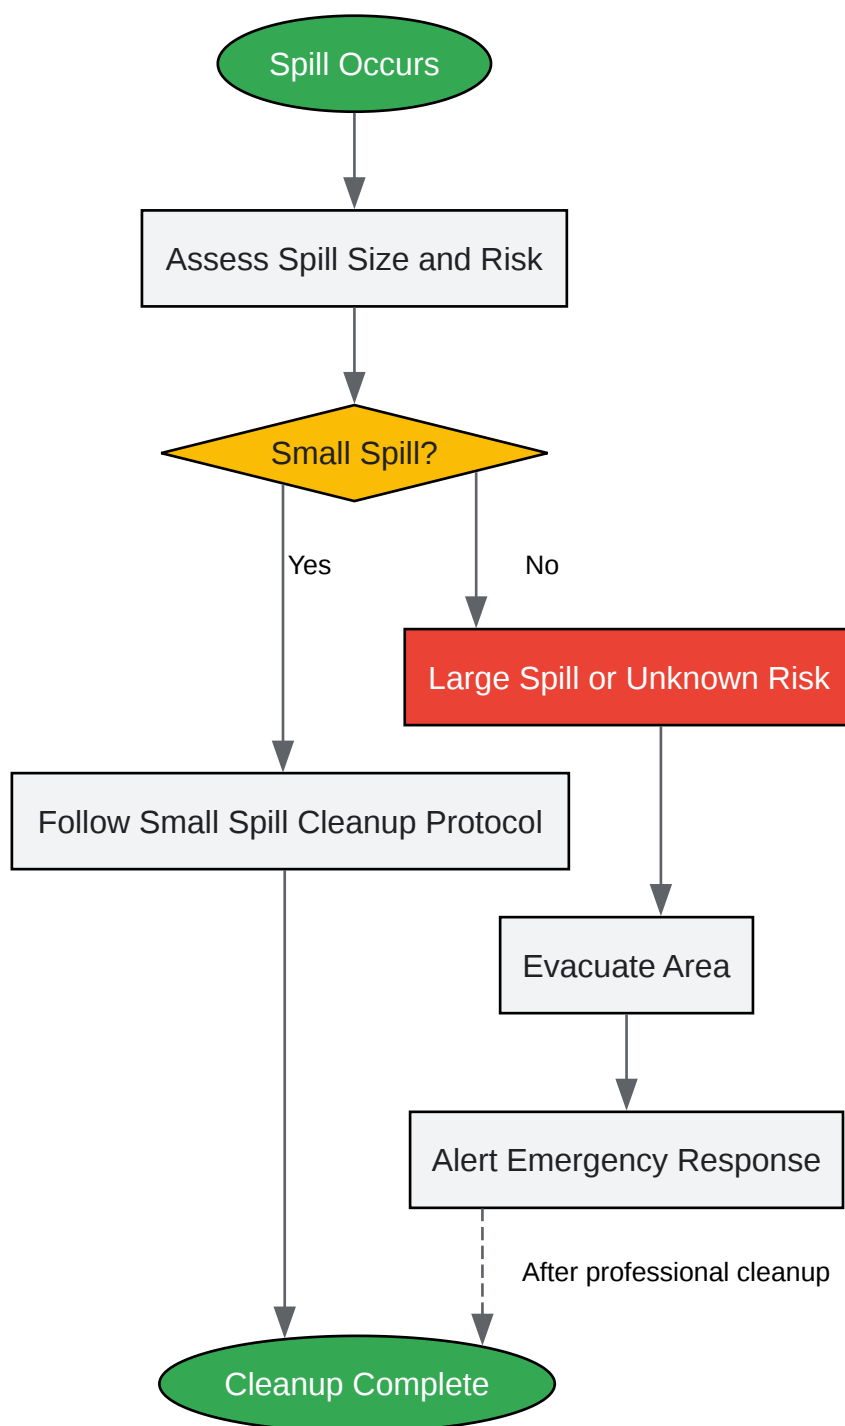 Spill Occurs
Assess Spill Size and Risk
Small Spill?
Yes
No
Large Spill or Unknown Risk
Follow Small Spill Cleanup Protocol
Evacuate Area
Alert Emergency Response
After professional cleanup
Cleanup Complete